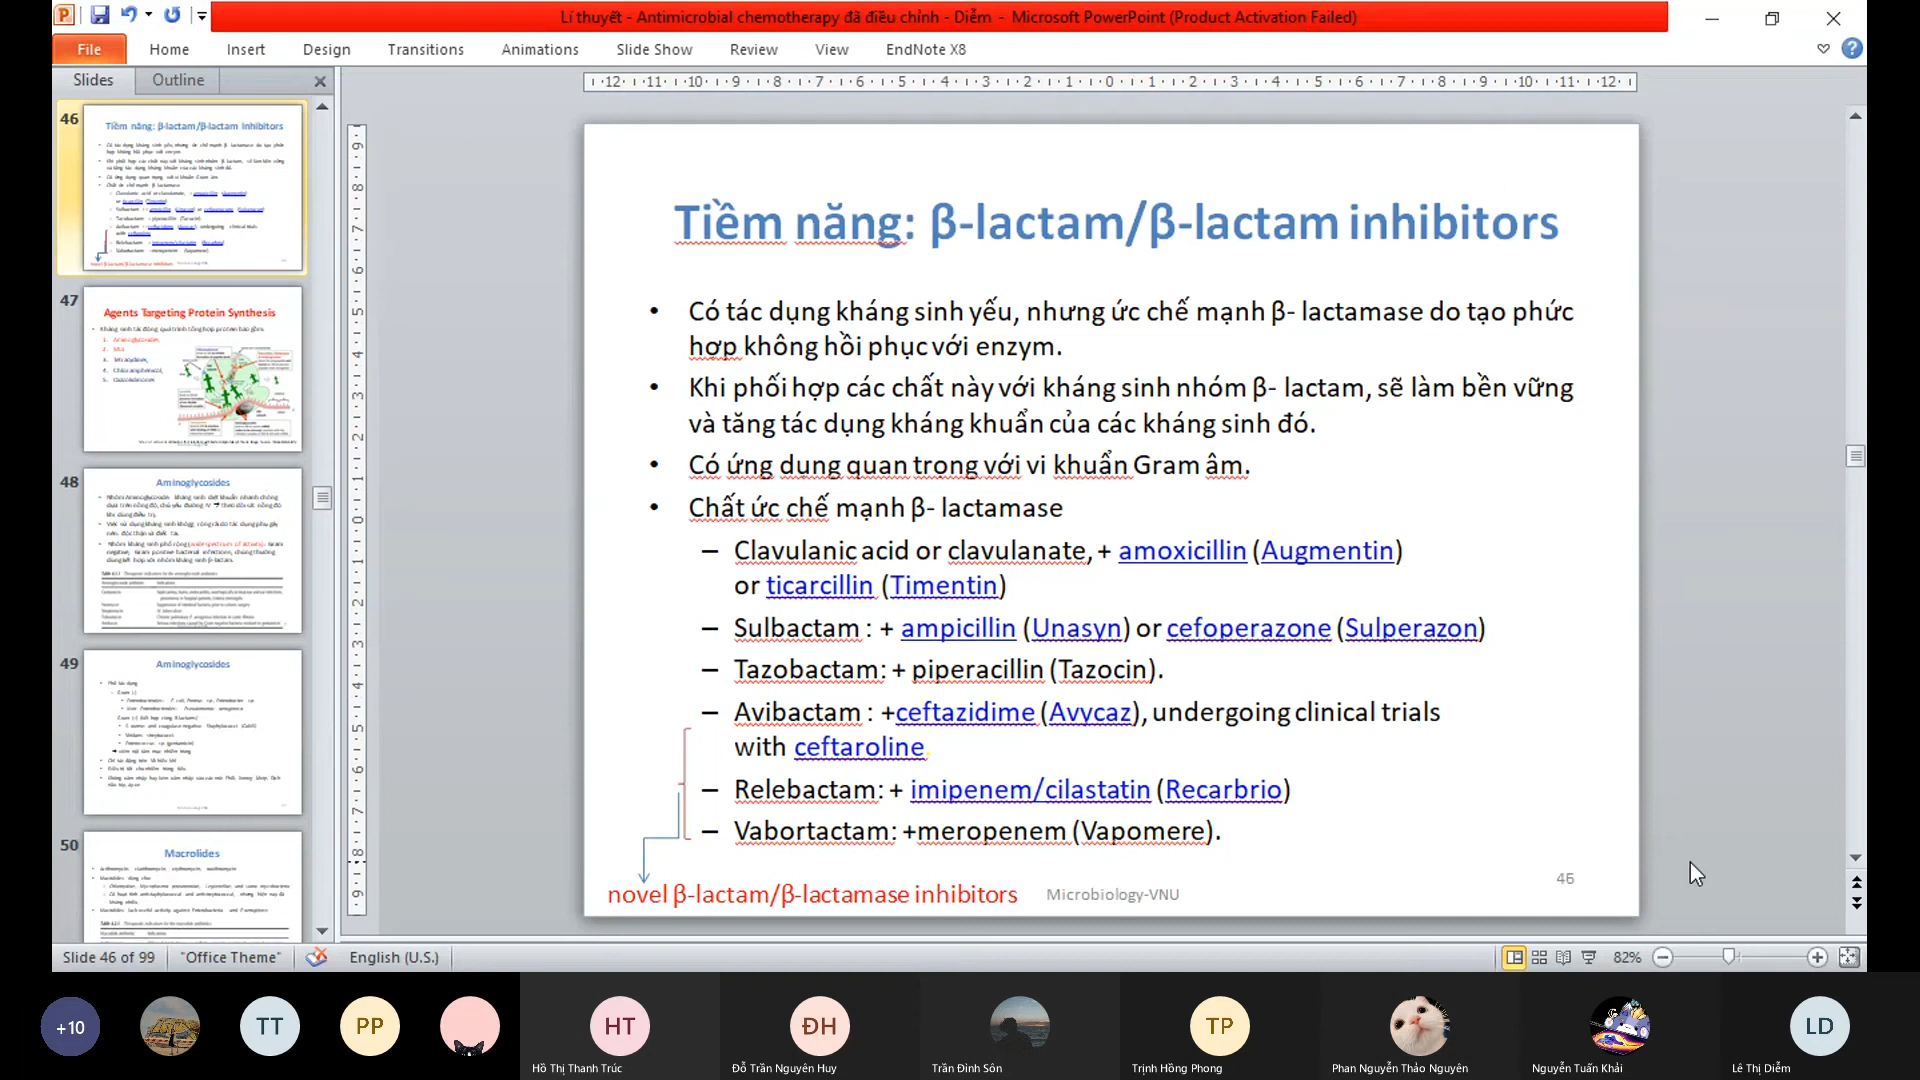 Lí thuyết - Antimicrobial chemotherapy đã điều chỉnh - Diễm - Microsoft PowerPoint (Product Activation Failed)
File Home Insert Design Transitions Animations Slide Show Review View EndNote X8
Slides Outline
46
Tiềm năng: β-lactam/β-lactam inhibitors
47
Agents Targeting Protein Synthesis
48
Aminoglycosides
49
Aminoglycosides
50
Macrolides
Tiềm năng: β-lactam/β-lactam inhibitors
• Có tác dụng kháng sinh yếu, nhưng ức chế mạnh β- lactamase do tạo phức
hợp không hồi phục với enzym.
• Khi phối hợp các chất này với kháng sinh nhóm β- lactam, sẽ làm bền vững
và tăng tác dụng kháng khuẩn của các kháng sinh đó.
• Có ứng dụng quan trọng với vi khuẩn Gram âm.
• Chất ức chế mạnh β- lactamase
– Clavulanic acid or clavulanate, + amoxicillin (Augmentin)
or ticarcillin (Timentin)
– Sulbactam : + ampicillin (Unasyn) or cefoperazone (Sulperazon)
– Tazobactam: + piperacillin (Tazocin).
– Avibactam : +ceftazidime (Avycaz), undergoing clinical trials
with ceftaroline.
– Relebactam: + imipenem/cilastatin (Recarbrio)
– Vabortactam: +meropenem (Vapomere).
novel β-lactam/β-lactamase inhibitors
Microbiology-VNU
46
Slide 46 of 99 "Office Theme" English (U.S.) 82%
+10 TT PP HT ĐH TP LD
Hồ Thị Thanh Trúc Đỗ Trần Nguyên Huy Trần Đình Sôn Trịnh Hồng Phong Phan Nguyễn Thảo Nguyên Nguyễn Tuấn Khải Lê Thị Diễm